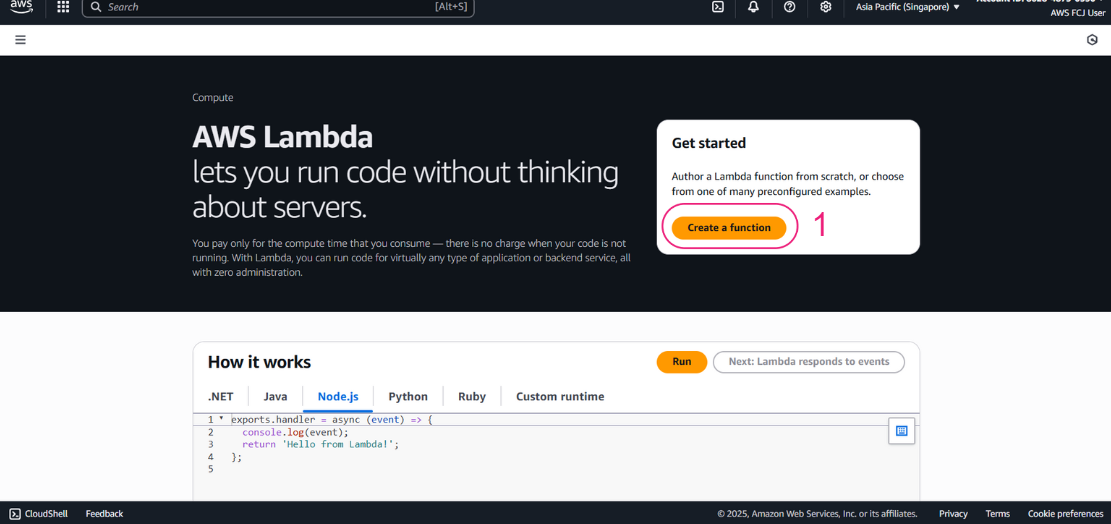 aws
Search
[Alt+S]
Asia Pacific (Singapore)
AWS FCJ User
Compute
AWS Lambda
lets you run code without thinking
about servers.
You pay only for the compute time that you consume — there is no charge when your code is not
running. With Lambda, you can run code for virtually any type of application or backend service, all
with zero administration.
Get started
Author a Lambda function from scratch, or choose
from one of many preconfigured examples.
Create a function
1
How it works
Run
Next: Lambda responds to events
.NET
Java
Node.js
Python
Ruby
Custom runtime
1 exports.handler = async (event) => {
2 console.log(event);
3 return 'Hello from Lambda!';
4 };
5
CloudShell
Feedback
© 2025, Amazon Web Services, Inc. or its affiliates.
Privacy
Terms
Cookie preferences